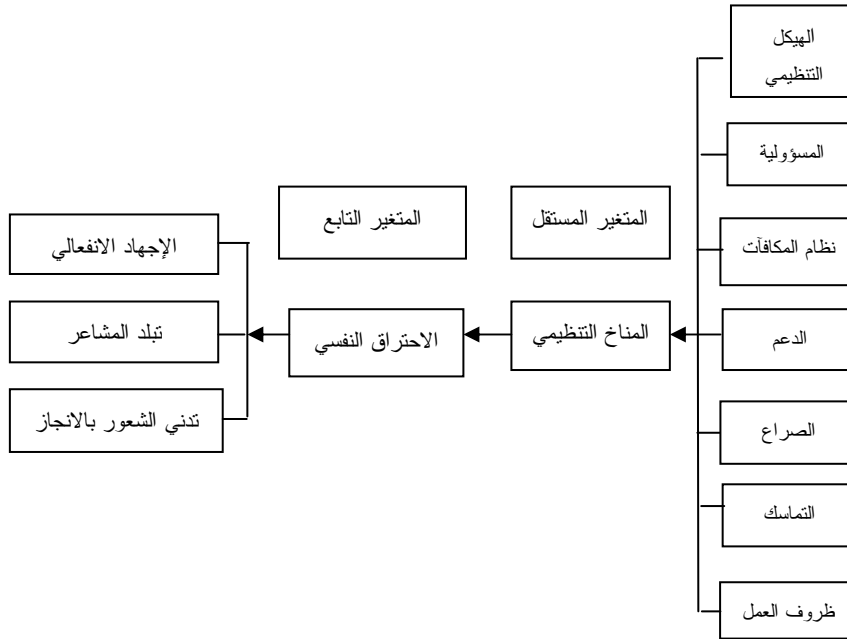 الهيكل
التنظيمي
المسؤولية
نظام المكافآت
الدعم
الصراع
التماسك
ظروف العمل
المتغير المستقل
المناخ التنظيمي
المتغير التابع
الاحتراق النفسي
الإجهاد الانفعالي
تبلد المشاعر
تدني الشعور بالانجاز